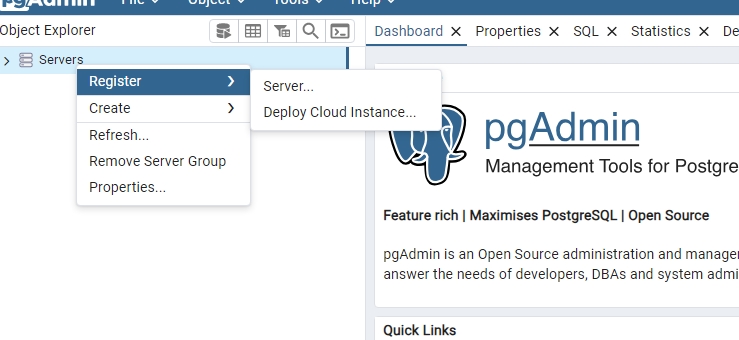 pgAdmin File Object Tools Help
Object Explorer
Dashboard Properties SQL Statistics De
Servers
Register
Create
Refresh...
Remove Server Group
Properties...
Server...
Deploy Cloud Instance...
pgAdmin
Management Tools for Postgre
Feature rich | Maximises PostgreSQL | Open Source
pgAdmin is an Open Source administration and manage
answer the needs of developers, DBAs and system admi
Quick Links